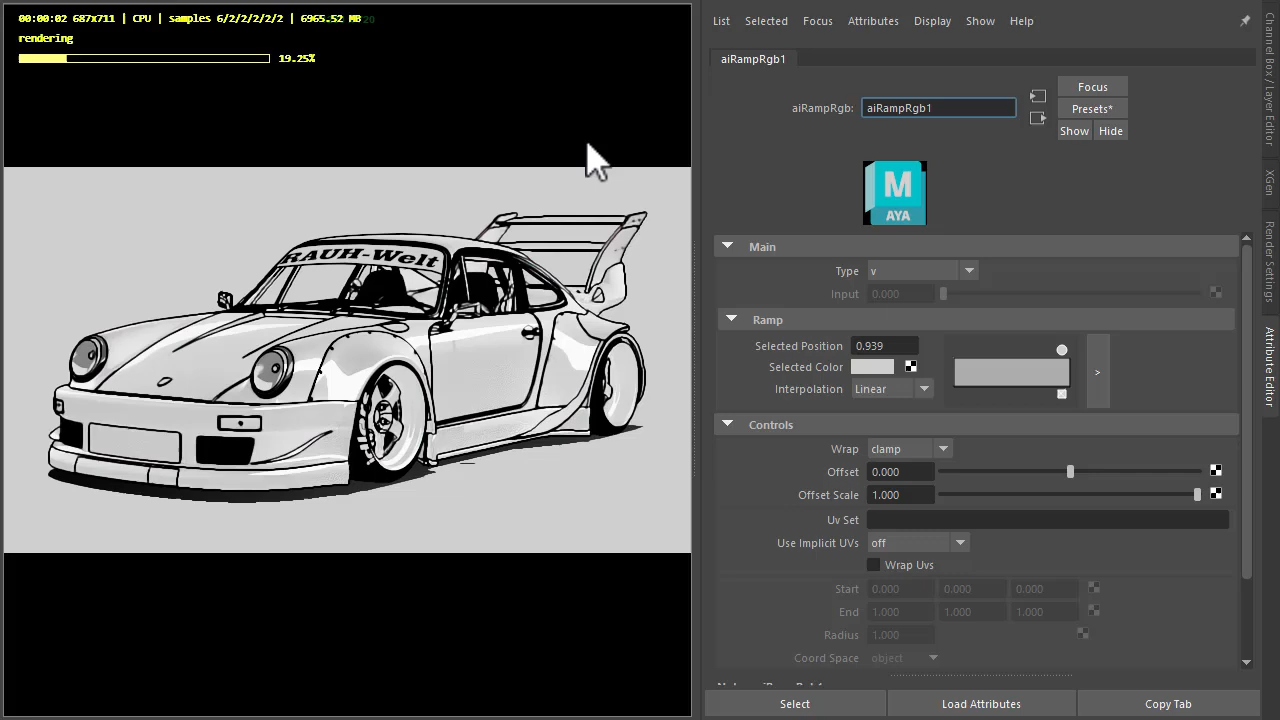 00:00:02 687x711 | CPU | samples 6/2/2/2/2/2 | 6965.52 MB
rendering
19.25%
RAUH-Welt
List Selected Focus Attributes Display Show Help
aiRampRgb1
aiRampRgb: aiRampRgb1
Focus
Presets*
Show Hide
M
AYA
Main
Type v
Input 0.000
Ramp
Selected Position 0.939
Selected Color
Interpolation Linear
>
Controls
Wrap clamp
Offset 0.000
Offset Scale 1.000
Uv Set
Use Implicit UVs off
Wrap Uvs
Start 0.000 0.000 0.000
End 1.000 1.000 1.000
Radius 1.000
Coord Space object
Select Load Attributes Copy Tab
Channel Box / Layer Editor
XGen
Render Settings
Attribute Editor